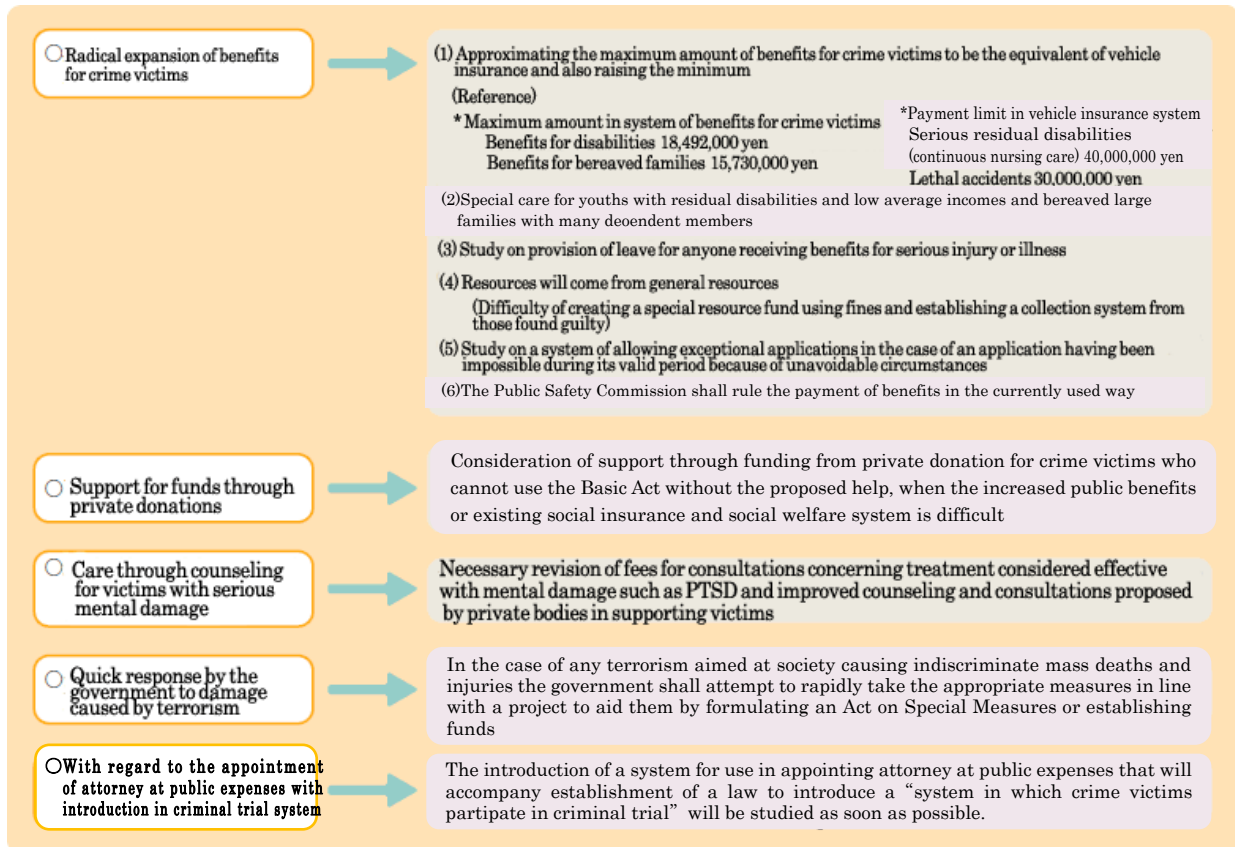 ○Radical expansion of benefits
for crime victims
(1) Approximating the maximum amount of benefits for crime victims to be the equivalent of vehicle
insurance and also raising the minimum
(Reference)
* Maximum amount in system of benefits for crime victims
Benefits for disabilities 18,492,000 yen
Benefits for bereaved families 15,730,000 yen
*Payment limit in vehicle insurance system
Serious residual disabilities
(continuous nursing care) 40,000,000 yen
Lethal accidents 30,000,000 yen
(2)Special care for youths with residual disabilities and low average incomes and bereaved large
families with many deoendent members
(3) Study on provision of leave for anyone receiving benefits for serious injury or illness
(4) Resources will come from general resources
(Difficulty of creating a special resource fund using fines and establishing a collection system from
those found guilty)
(5) Study on a system of allowing exceptional applications in the case of an application having been
impossible during its valid period because of unavoidable circumstances
(6)The Public Safety Commission shall rule the payment of benefits in the currently used way
○ Support for funds through
private donations
Consideration of support through funding from private donation for crime victims who
cannot use the Basic Act without the proposed help, when the increased public benefits
or existing social insurance and social welfare system is difficult
○ Care through counseling
for victims with serious
mental damage
Necessary revision of fees for consultations concerning treatment considered effective
with mental damage such as PTSD and improved counseling and consultations proposed
by private bodies in supporting victims
○ Quick response by the
government to damage
caused by terrorism
In the case of any terrorism aimed at society causing indiscriminate mass deaths and
injuries the government shall attempt to rapidly take the appropriate measures in line
with a project to aid them by formulating an Act on Special Measures or establishing
funds
○With regard to the appointment
of attorney at public expenses with
introduction in criminal trial system
The introduction of a system for use in appointing attorney at public expenses that will
accompany establishment of a law to introduce a “system in which crime victims
partipate in criminal trial” will be studied as soon as possible.